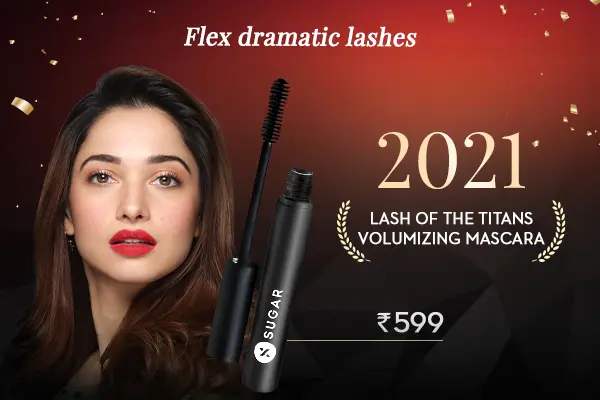 Flex dramatic lashes
2021
LASH OF THE TITANS
VOLUMIZING MASCARA
₹599
SUGAR